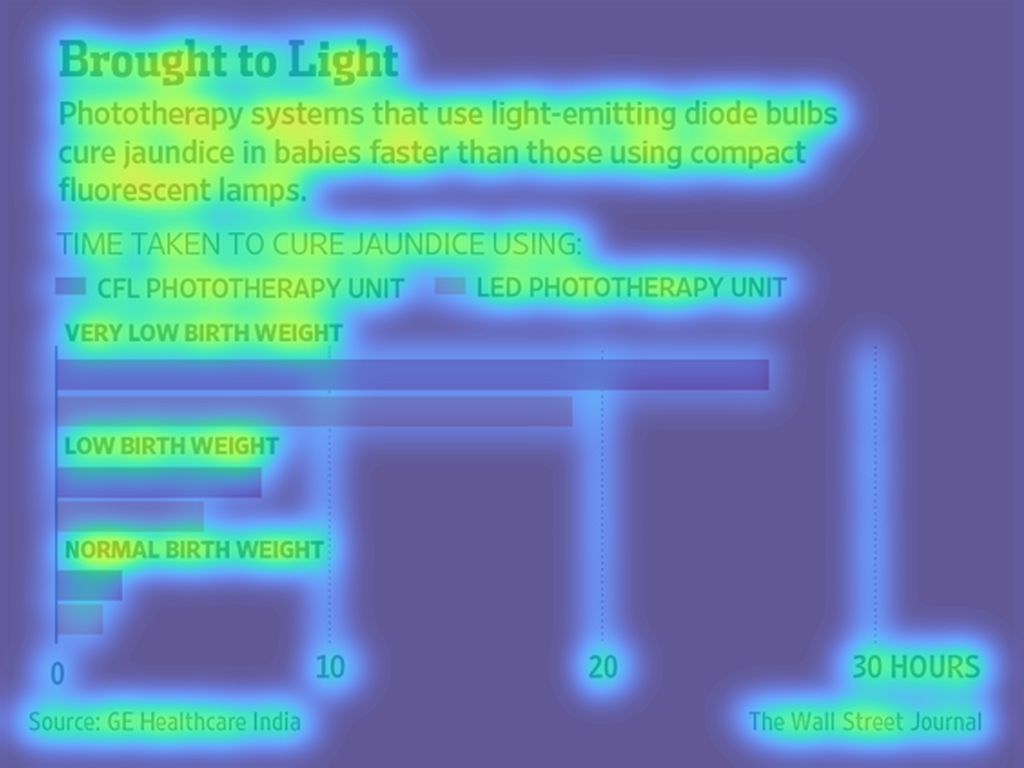 Brought to Light
Phototherapy systems that use light-emitting diode bulbs
cure jaundice in babies faster than those using compact
fluorescent lamps.
TIME TAKEN TO CURE JAUNDICE USING:
CFL PHOTOTHERAPY UNIT LED PHOTOTHERAPY UNIT
VERY LOW BIRTH WEIGHT
LOW BIRTH WEIGHT
NORMAL BIRTH WEIGHT
0 10 20 30 HOURS
Source: GE Healthcare India The Wall Street Journal